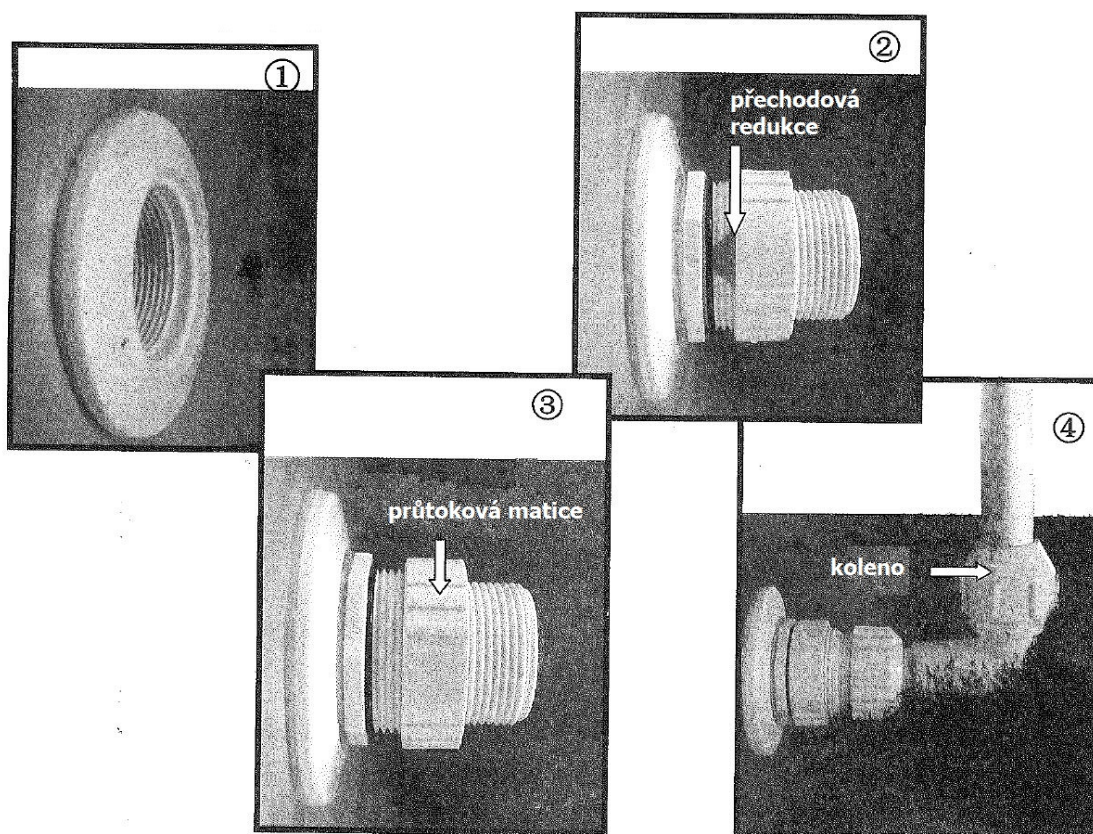 ①
②
přechodová
redukce
③
průtoková matice
④
koleno